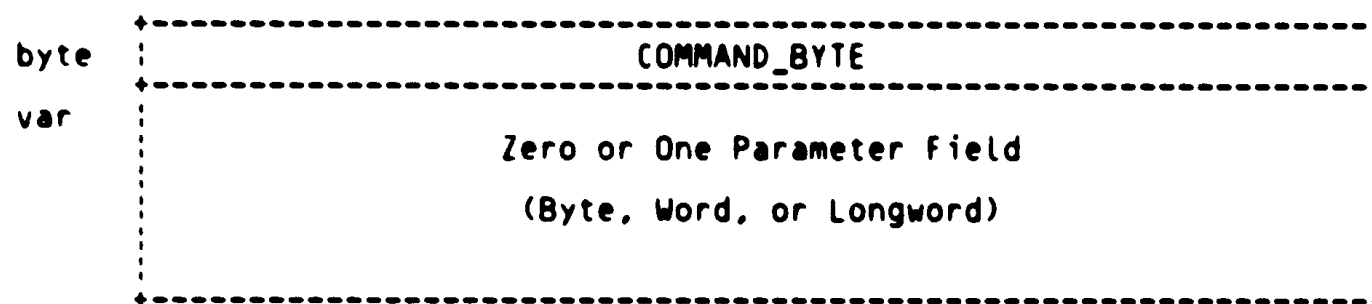 byte COMMAND_BYTE
var
Zero or One Parameter Field
(Byte, Word, or Longword)